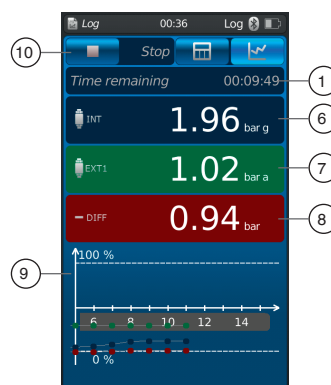 Log 00:36 Log
10 Stop
Time remaining 00:09:49 1
INT 1.96 bar g 6
EXT1 1.02 bar a 7
DIFF 0.94 bar 8
100 %
9
6 8 10 12 14
0 %